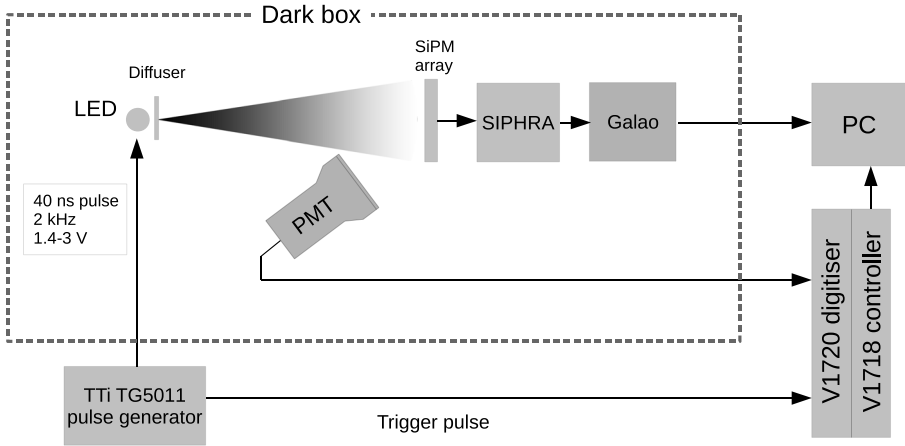 Dark box
SiPM
array
Diffuser
LED
SIPHRA
Galao
PC
40 ns pulse
2 kHz
1.4-3 V
PMT
V1720 digitiser
V1718 controller
TTi TG5011
pulse generator
Trigger pulse